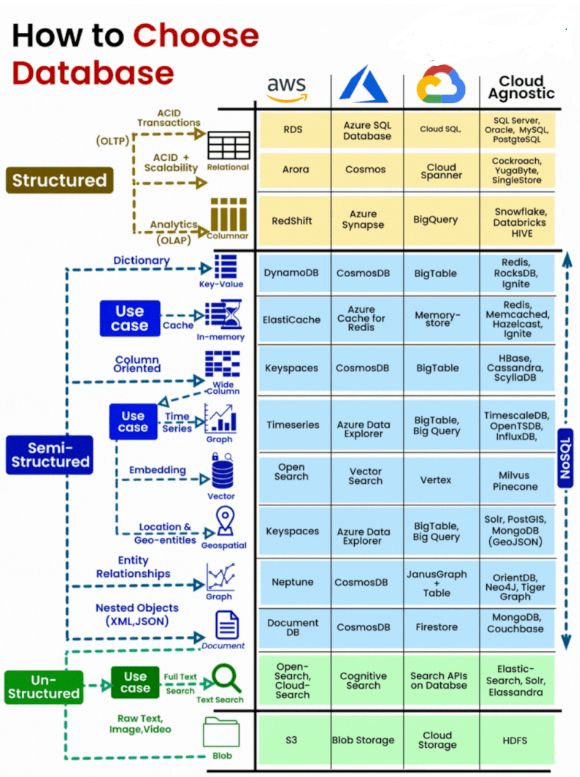 How to Choose
Database
aws
Cloud
Agnostic
Structured
(OLTP)
ACID
Transactions
Relational
RDS
Azure SQL
Database
Cloud SQL,
SQL Server,
Oracle, MySQL,
PostgteSQL
ACID +
Scalability
Arora
Cosmos
Cloud
Spanner
Cockroach,
YugaByte,
SingleStore
Analytics
(OLAP)
Columnar
RedShift
Azure
Synapse
BigQuery
Snowflake,
Databricks
HIVE
Semi-
Structured
NoSQL
Dictionary
Key-Value
DynamoDB
CosmosDB
BigTable
Redis,
RocksDB,
Ignite
Use
case
Cache
In-memory
ElastiCache
Azure
Cache for
Redis
Memory-
store
Redis,
Memcached,
Hazelcast,
Ignite
Column
Oriented
Wide
Column
Keyspaces
CosmosDB
BigTable
HBase,
Cassandra,
ScyllaDB
Use
case
Time
Series
Graph
Timeseries
Azure Data
Explorer
BigTable,
Big Query
TimescaleDB,
OpenTSDB,
InfluxDB,
Embedding
Vector
Open
Search
Vector
Search
Vertex
Milvus
Pinecone
Location &
Geo-entities
Geospatial
Keyspaces
Azure Data
Explorer
BigTable,
Big Query
Solr, PostGIS,
MongoDB
(GeoJSON)
Entity
Relationships
Graph
Neptune
CosmosDB
JanusGraph
+
Table
OrientDB,
Neo4J, Tiger
Graph
Nested Objects
(XML,JSON)
Document
Document
DB
CosmosDB
Firestore
MongoDB,
Couchbase
Un-
Structured
Use
case
Full Text
Search
Text Search
Open-
Search,
Cloud-
Search
Cognitive
Search
Search APIs
on Databse
Elastic-
Search, Solr,
Elassandra
Raw Text,
Image,Video
Blob
S3
Blob Storage
Cloud
Storage
HDFS